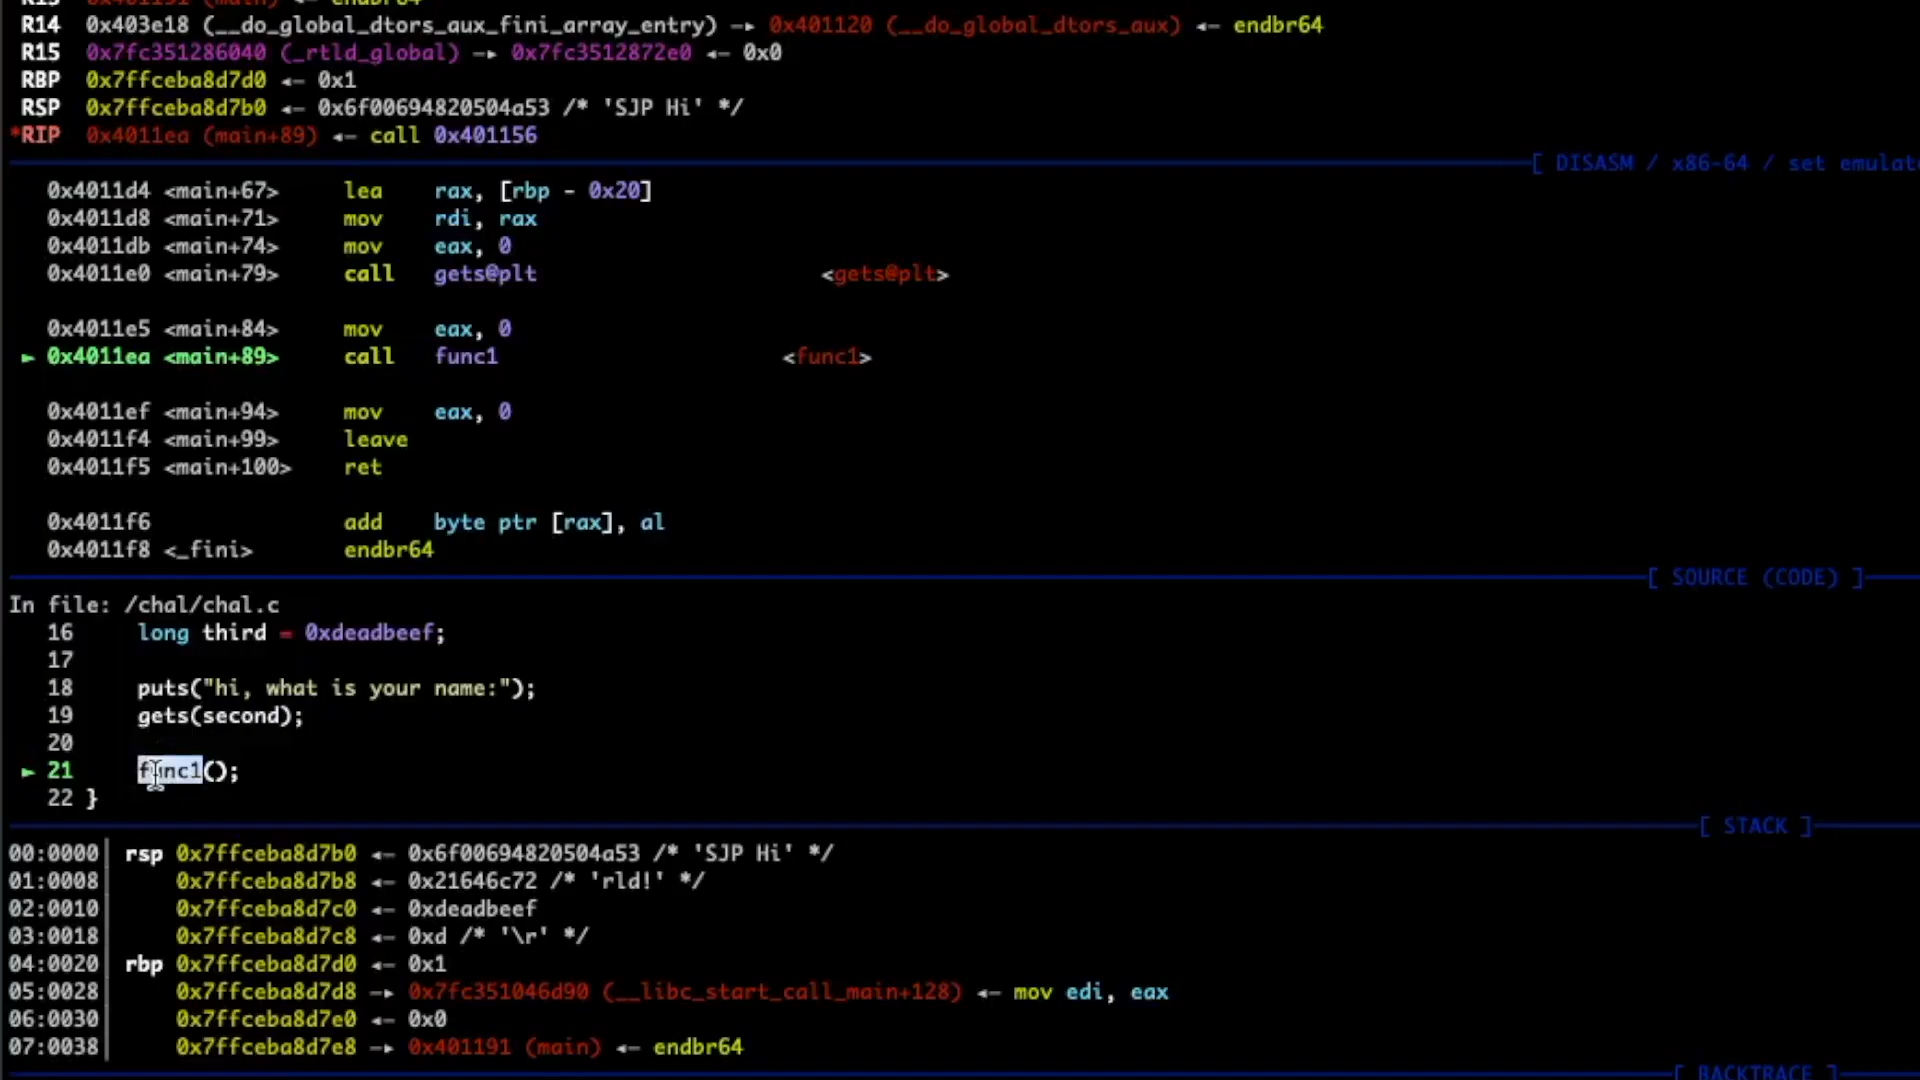 R14 0x403e18 (__do_global_dtors_aux_fini_array_entry) —▸ 0x401120 (__do_global_dtors_aux) ◂— endbr64
R15 0x7fc351286040 (_rtld_global) —▸ 0x7fc3512872e0 ◂— 0x0
RBP 0x7ffceba8d7d0 ◂— 0x1
RSP 0x7ffceba8d7b0 ◂— 0x6f00694820504a53 /* 'SJP Hi' */
*RIP 0x4011ea (main+89) ◂— call 0x401156
[ DISASM / x86-64 / set emulat
0x4011d4 <main+67> lea rax, [rbp - 0x20]
0x4011d8 <main+71> mov rdi, rax
0x4011db <main+74> mov eax, 0
0x4011e0 <main+79> call gets@plt <gets@plt>
0x4011e5 <main+84> mov eax, 0
► 0x4011ea <main+89> call func1 <func1>
0x4011ef <main+94> mov eax, 0
0x4011f4 <main+99> leave
0x4011f5 <main+100> ret
0x4011f6 add byte ptr [rax], al
0x4011f8 <_fini> endbr64
[ SOURCE (CODE) ]
In file: /chal/chal.c
16 long third = 0xdeadbeef;
17
18 puts("hi, what is your name:");
19 gets(second);
20
► 21 func1();
22 }
[ STACK ]
00:0000│ rsp 0x7ffceba8d7b0 ◂— 0x6f00694820504a53 /* 'SJP Hi' */
01:0008│ 0x7ffceba8d7b8 ◂— 0x21646c72 /* 'rld!' */
02:0010│ 0x7ffceba8d7c0 ◂— 0xdeadbeef
03:0018│ 0x7ffceba8d7c8 ◂— 0xd /* '\r' */
04:0020│ rbp 0x7ffceba8d7d0 ◂— 0x1
05:0028│ 0x7ffceba8d7d8 —▸ 0x7fc351046d90 (__libc_start_call_main+128) ◂— mov edi, eax
06:0030│ 0x7ffceba8d7e0 ◂— 0x0
07:0038│ 0x7ffceba8d7e8 —▸ 0x401191 (main) ◂— endbr64
[ BACKTRACE ]